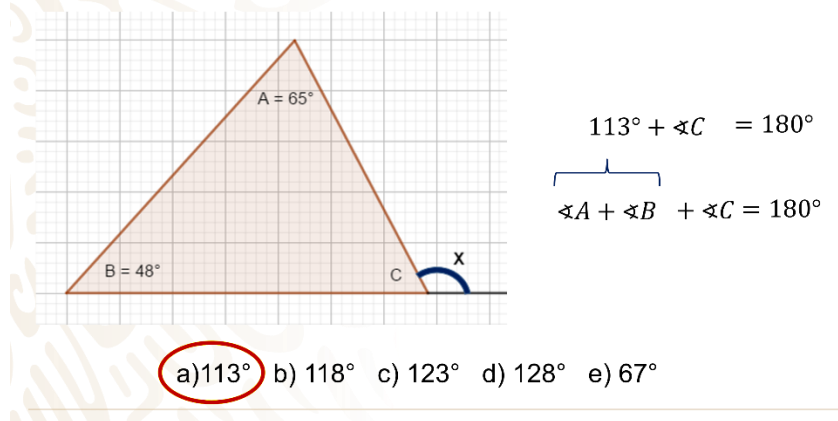 A = 65°
113° + ∢C = 180°
∢A + ∢B + ∢C = 180°
B = 48°
C
X
a)113° b) 118° c) 123° d) 128° e) 67°